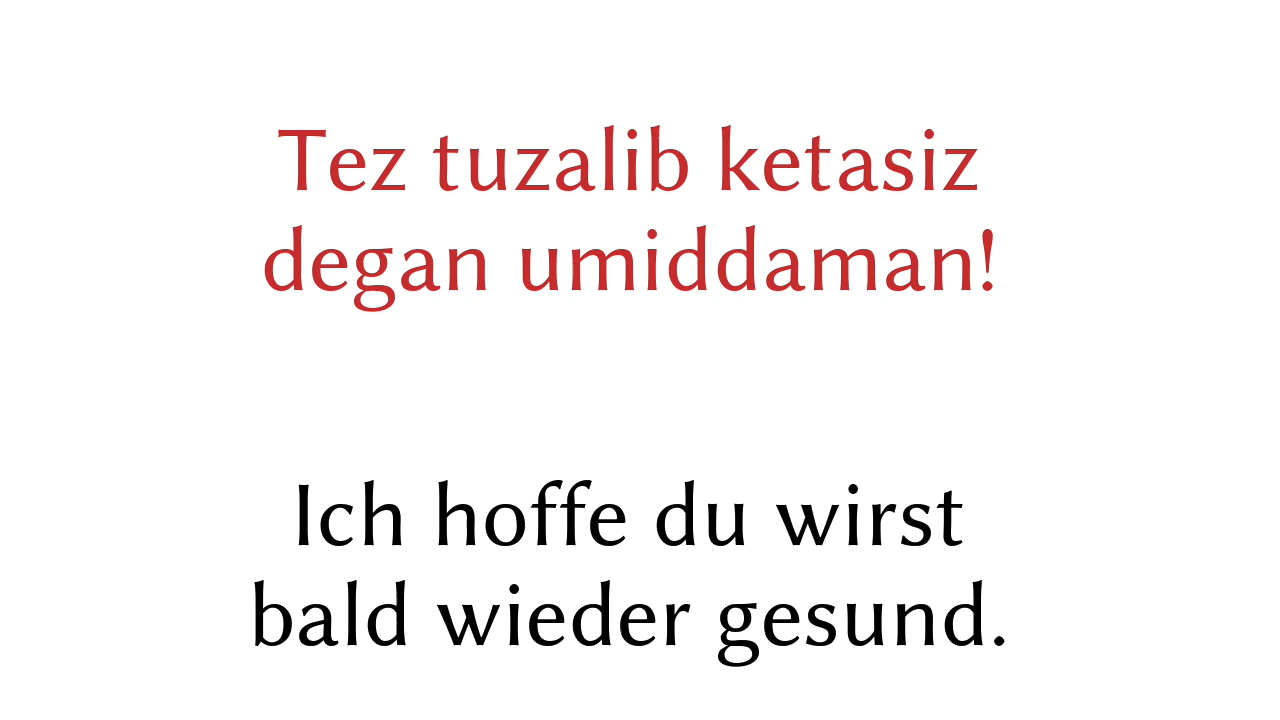 Tez tuzalib ketasiz
degan umiddaman!
Ich hoffe du wirst
bald wieder gesund.